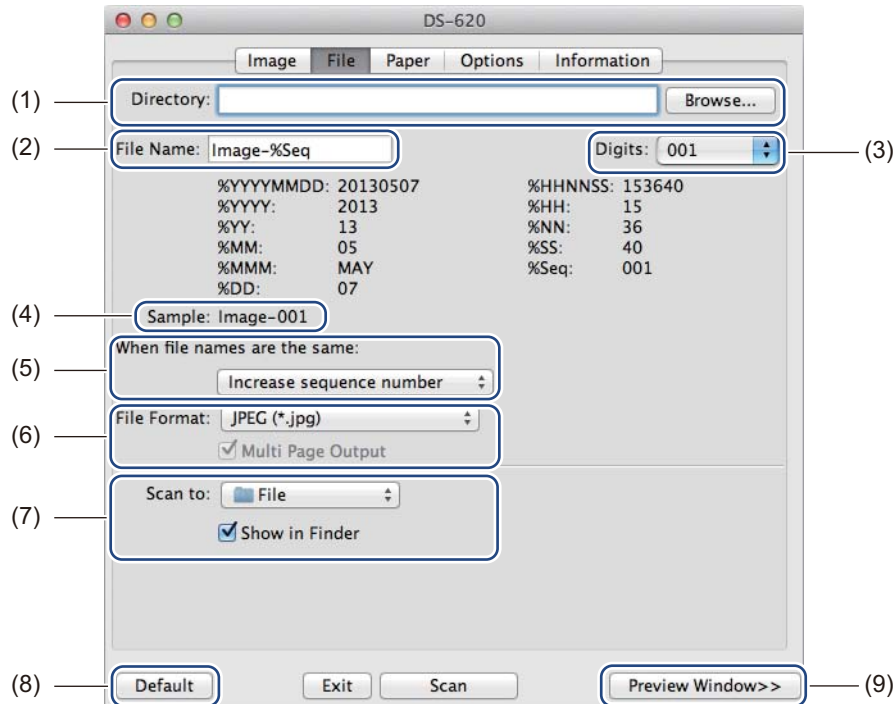 DS-620
Image File Paper Options Information
(1) Directory: Browse...
(2) File Name: Image-%Seq Digits: 001 (3)
%YYYYMMDD: 20130507 %HHNNSS: 153640
%YYYY: 2013 %HH: 15
%YY: 13 %NN: 36
%MM: 05 %SS: 40
%MMM: MAY %Seq: 001
%DD: 07
(4) Sample: Image-001
When file names are the same:
(5) Increase sequence number
File Format: JPEG (*.jpg)
(6) Multi Page Output
Scan to: File
(7) Show in Finder
(8) Default Exit Scan Preview Window>> (9)